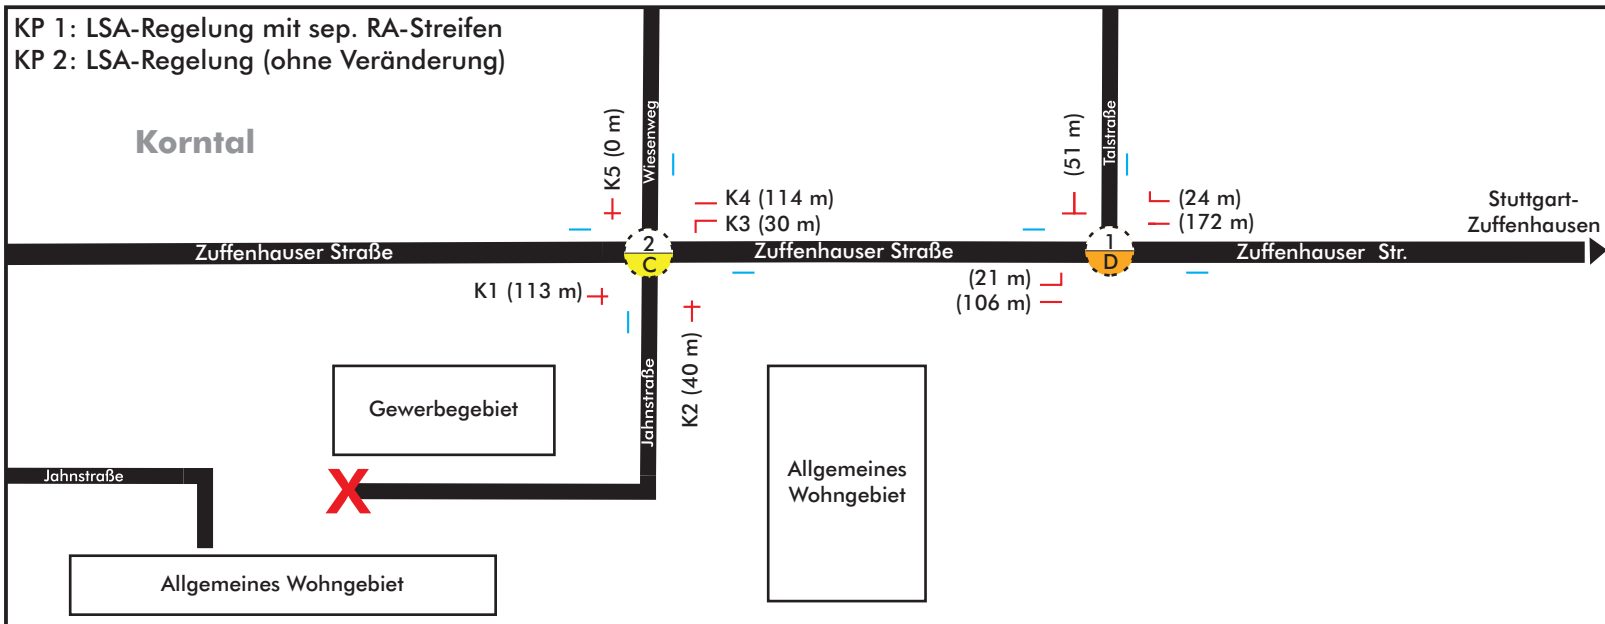 KP 1: LSA-Regelung mit sep. RA-Streifen
KP 2: LSA-Regelung (ohne Veränderung)
Korntal
Wiesenweg
Talstraße
K5 (0 m)
(51 m)
K4 (114 m)
K3 (30 m)
(24 m)
(172 m)
Stuttgart-
Zuffenhausen
Zuffenhauser Straße
2
C
Zuffenhauser Straße
1
D
Zuffenhauser Str.
K1 (113 m)
(21 m)
(106 m)
K2 (40 m)
Jahnstraße
Gewerbegebiet
Allgemeines
Wohngebiet
Jahnstraße
X
Allgemeines Wohngebiet